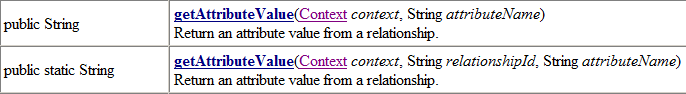 public String
getAttributeValue(Context context, String attributeName)
Return an attribute value from a relationship.
public static String
getAttributeValue(Context context, String relationshipId, String attributeName)
Return an attribute value from a relationship.